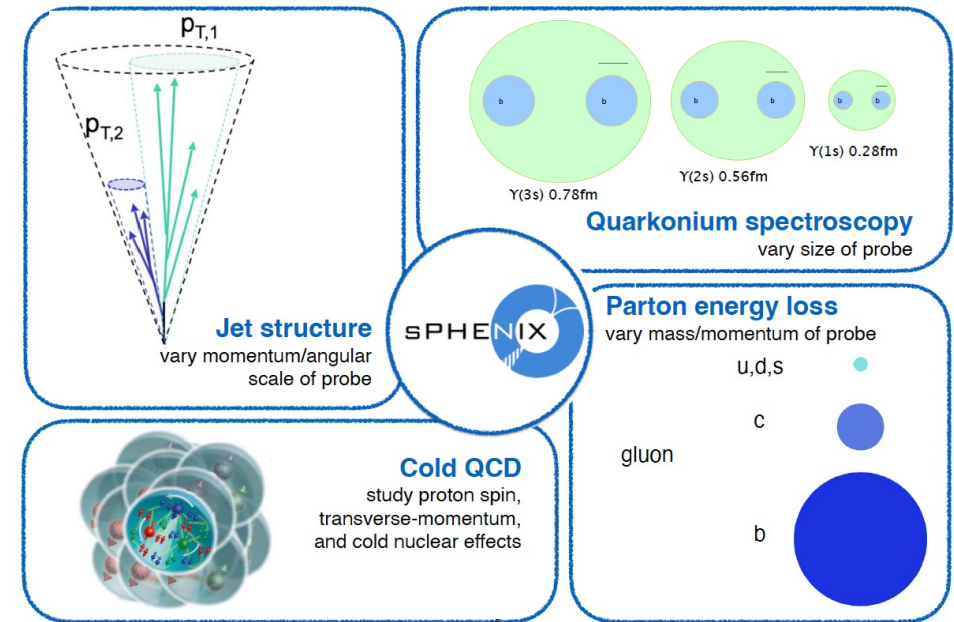 pT,1
pT,2
Jet structure
vary momentum/angular
scale of probe
b
b
b
b
b
b
ϒ(3s) 0.78fm
ϒ(2s) 0.56fm
ϒ(1s) 0.28fm
Quarkonium spectroscopy
vary size of probe
sPHENIX
Parton energy loss
vary mass/momentum of probe
u,d,s
c
gluon
b
Cold QCD
study proton spin,
transverse-momentum,
and cold nuclear effects